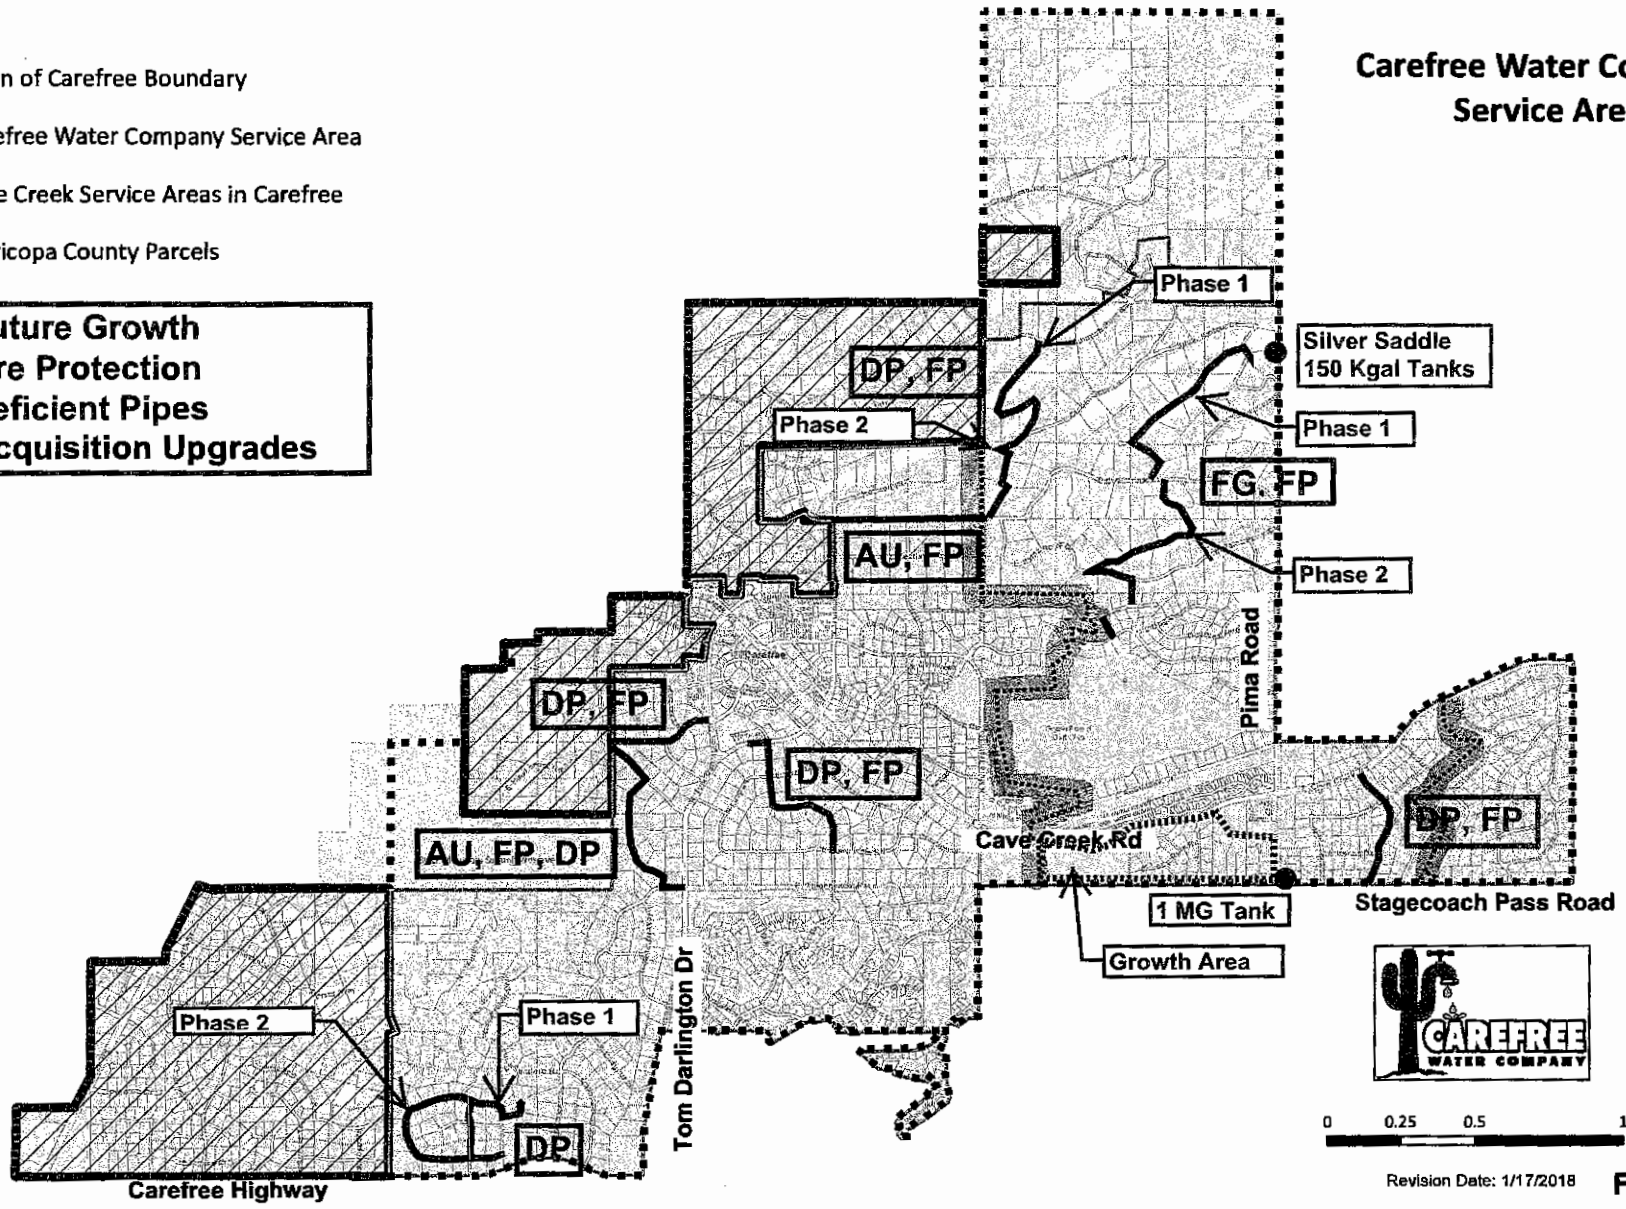 n of Carefree Boundary
efree Water Company Service Area
e Creek Service Areas in Carefree
icopa County Parcels
uture Growth
re Protection
eficient Pipes
cquisition Upgrades
Carefree Water Co
Service Are
Phase 1
Silver Saddle
150 Kgal Tanks
DP, FP
Phase 2
Phase 1
FG, FP
AU, FP
Phase 2
Pima Road
DP, FP
DP, FP
DP, FP
Cave Creek Rd
AU, FP, DP
1 MG Tank
Stagecoach Pass Road
Growth Area
Tom Darlington Dr
Phase 2
Phase 1
DP
Carefree Highway
CAREFREE
WATER COMPANY
0 0.25 0.5 1
Revision Date: 1/17/2018
F